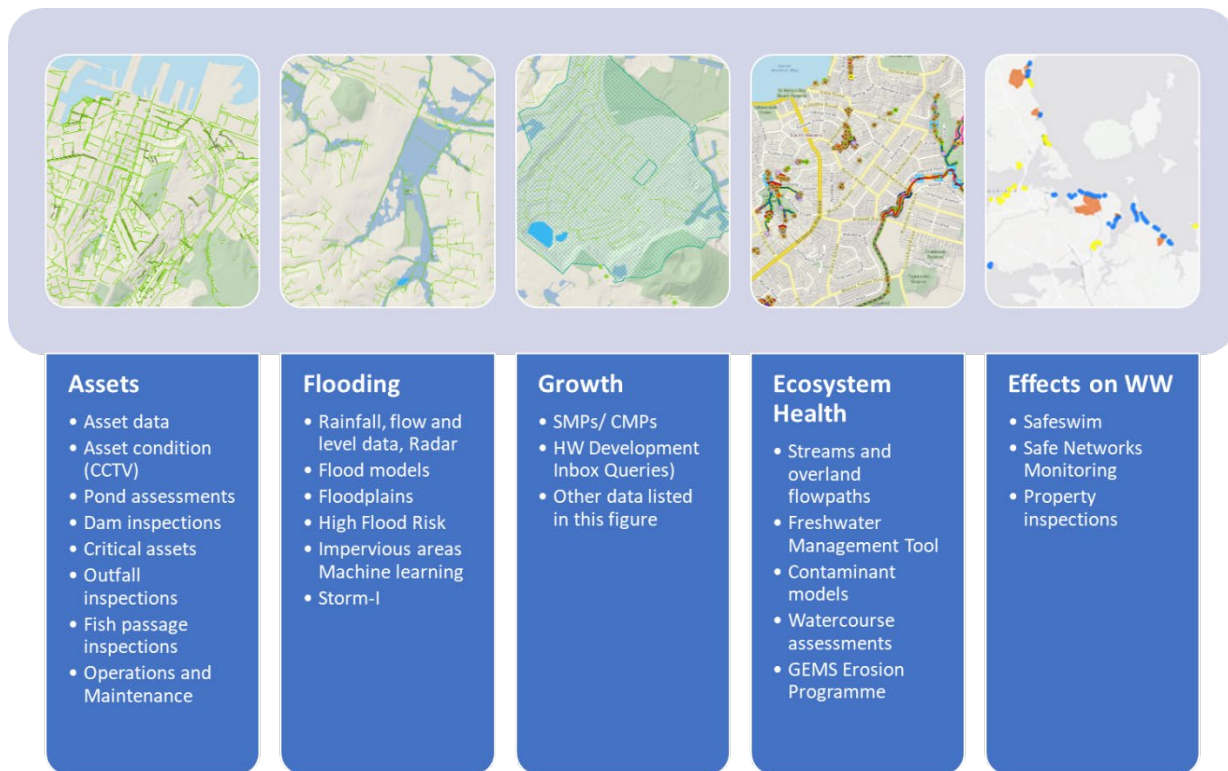 Assets
• Asset data
• Asset condition
(CCTV)
• Pond assessments
• Dam inspections
• Critical assets
• Outfall
inspections
• Fish passage
inspections
• Operations and
Maintenance
Flooding
• Rainfall, flow and
level data, Radar
• Flood models
• Floodplains
• High Flood Risk
• Impervious areas
Machine learning
• Storm-I
Growth
• SMPs/ CMPs
• HW Development
Inbox Queries)
• Other data listed
in this figure
Ecosystem
Health
• Streams and
overland
flowpaths
• Freshwater
Management Tool
• Contaminant
models
• Watercourse
assessments
• GEMS Erosion
Programme
Effects on WW
• Safeswim
• Safe Networks
Monitoring
• Property
inspections